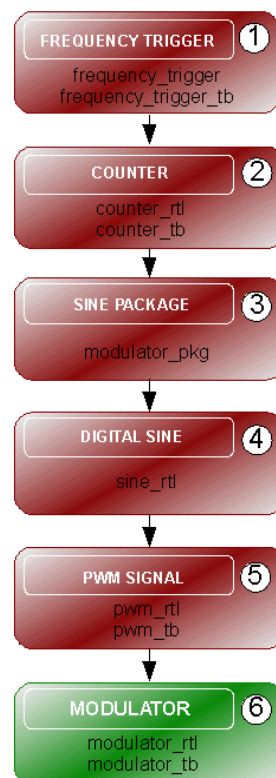 FREQUENCY TRIGGER
1
frequency_trigger
frequency_trigger_tb
COUNTER
2
counter_rtl
counter_tb
SINE PACKAGE
3
modulator_pkg
DIGITAL SINE
4
sine_rtl
PWM SIGNAL
5
pwm_rtl
pwm_tb
MODULATOR
6
modulator_rtl
modulator_tb